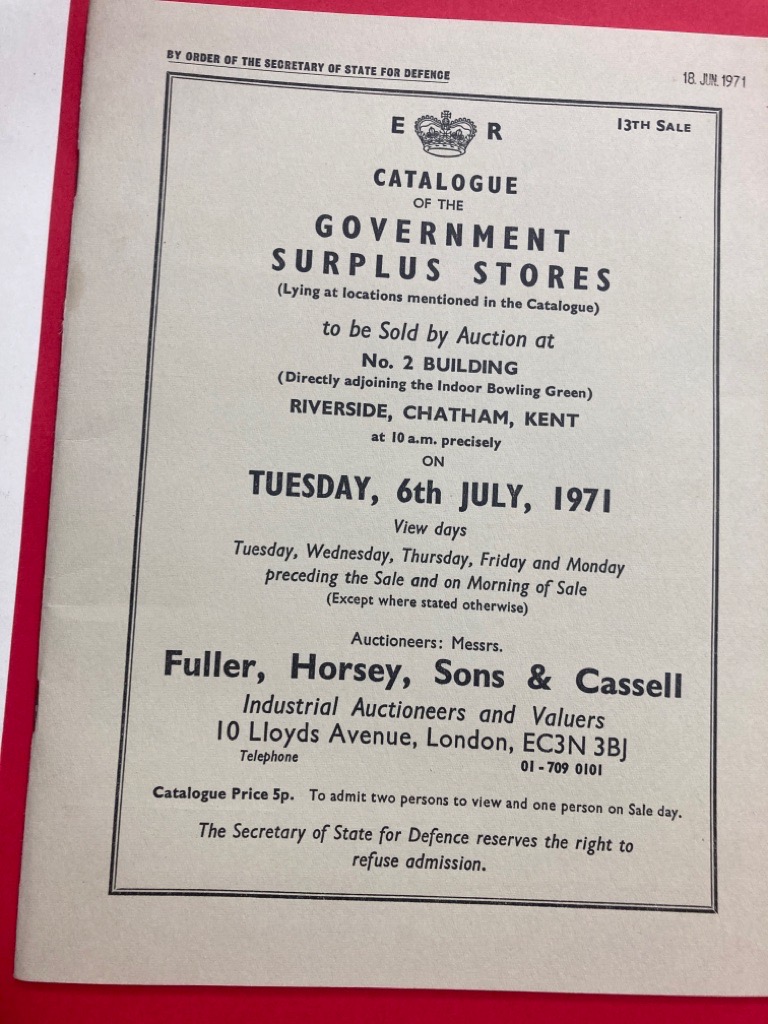 BY ORDER OF THE SECRETARY OF STATE FOR DEFENCE
18. JUN. 1971
E R
13TH SALE
CATALOGUE
OF THE
GOVERNMENT
SURPLUS STORES
(Lying at locations mentioned in the Catalogue)
to be Sold by Auction at
No. 2 BUILDING
(Directly adjoining the Indoor Bowling Green)
RIVERSIDE, CHATHAM, KENT
at 10 a.m. precisely
ON
TUESDAY, 6th JULY, 1971
View days
Tuesday, Wednesday, Thursday, Friday and Monday
preceding the Sale and on Morning of Sale
(Except where stated otherwise)
Auctioneers: Messrs.
Fuller, Horsey, Sons & Cassell
Industrial Auctioneers and Valuers
10 Lloyds Avenue, London, EC3N 3BJ
Telephone 01-709 0101
Catalogue Price 5p. To admit two persons to view and one person on Sale day.
The Secretary of State for Defence reserves the right to
refuse admission.